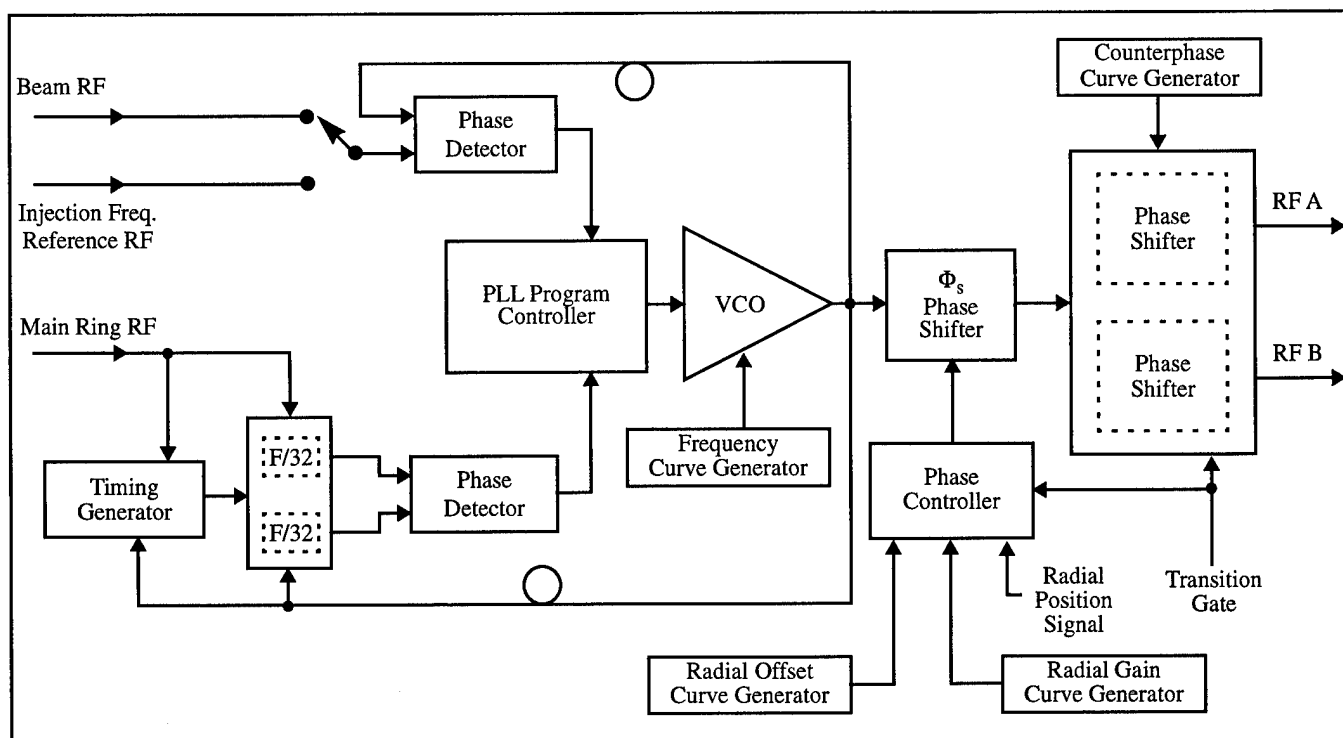 Counterphase
Curve Generator
Beam RF
Phase
Detector
Injection Freq.
Reference RF
Phase
Shifter
RF A
PLL Program
Controller
VCO
Φs
Phase
Shifter
Main Ring RF
Phase
Shifter
RF B
Frequency
Curve Generator
F/32
Timing
Generator
F/32
Phase
Detector
Phase
Controller
Radial
Position
Signal
Transition
Gate
Radial Offset
Curve Generator
Radial Gain
Curve Generator